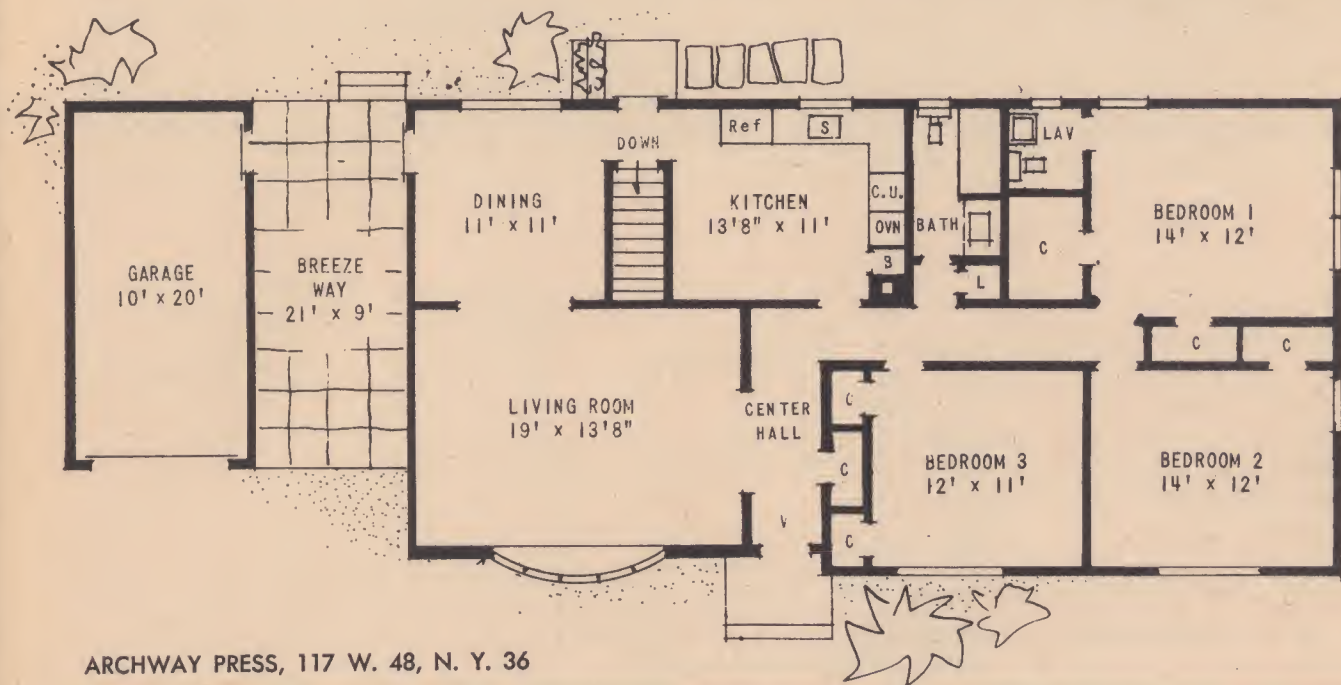 GARAGE
10' x 20'
BREEZE
WAY
21' x 9'
DINING
11' x 11'
DOWN
Ref
S
KITCHEN
13'8" x 11'
C.U.
OVN
B
BATH
L
LAV
C
BEDROOM 1
14' x 12'
C
C
LIVING ROOM
19' x 13'8"
CENTER
HALL
V
C
C
C
BEDROOM 3
12' x 11'
BEDROOM 2
14' x 12'
ARCHWAY PRESS, 117 W. 48, N. Y. 36